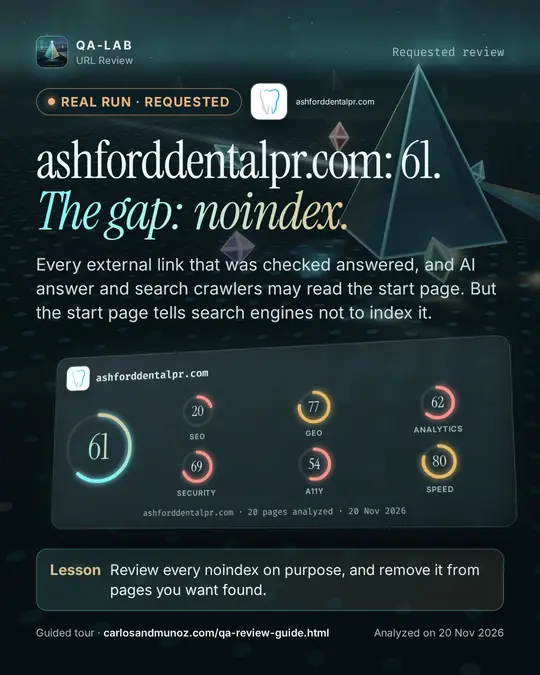 QA-LAB
URL Review
Requested review
REAL RUN · REQUESTED
ashforddentalpr.com
ashforddentalpr.com: 61.
The gap: noindex.
Every external link that was checked answered, and AI
answer and search crawlers may read the start page. But
the start page tells search engines not to index it.
ashforddentalpr.com
61
20
SEO
77
GEO
62
ANALYTICS
69
SECURITY
54
A11Y
80
SPEED
ashforddentalpr.com · 20 pages analyzed · 20 Nov 2026
Lesson
Review every noindex on purpose, and remove it from
pages you want found.
Guided tour · carlosandmunoz.com/qa-review-guide.html
Analyzed on 20 Nov 2026